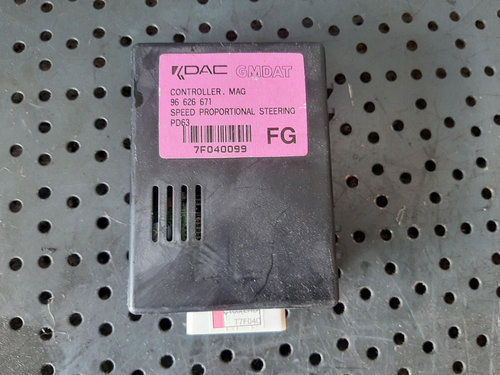 KDAC GMDAT
CONTROLLER. MAG
96 626 671
SPEED PROPORTIONAL STEERING
PD63
FG
7F040099